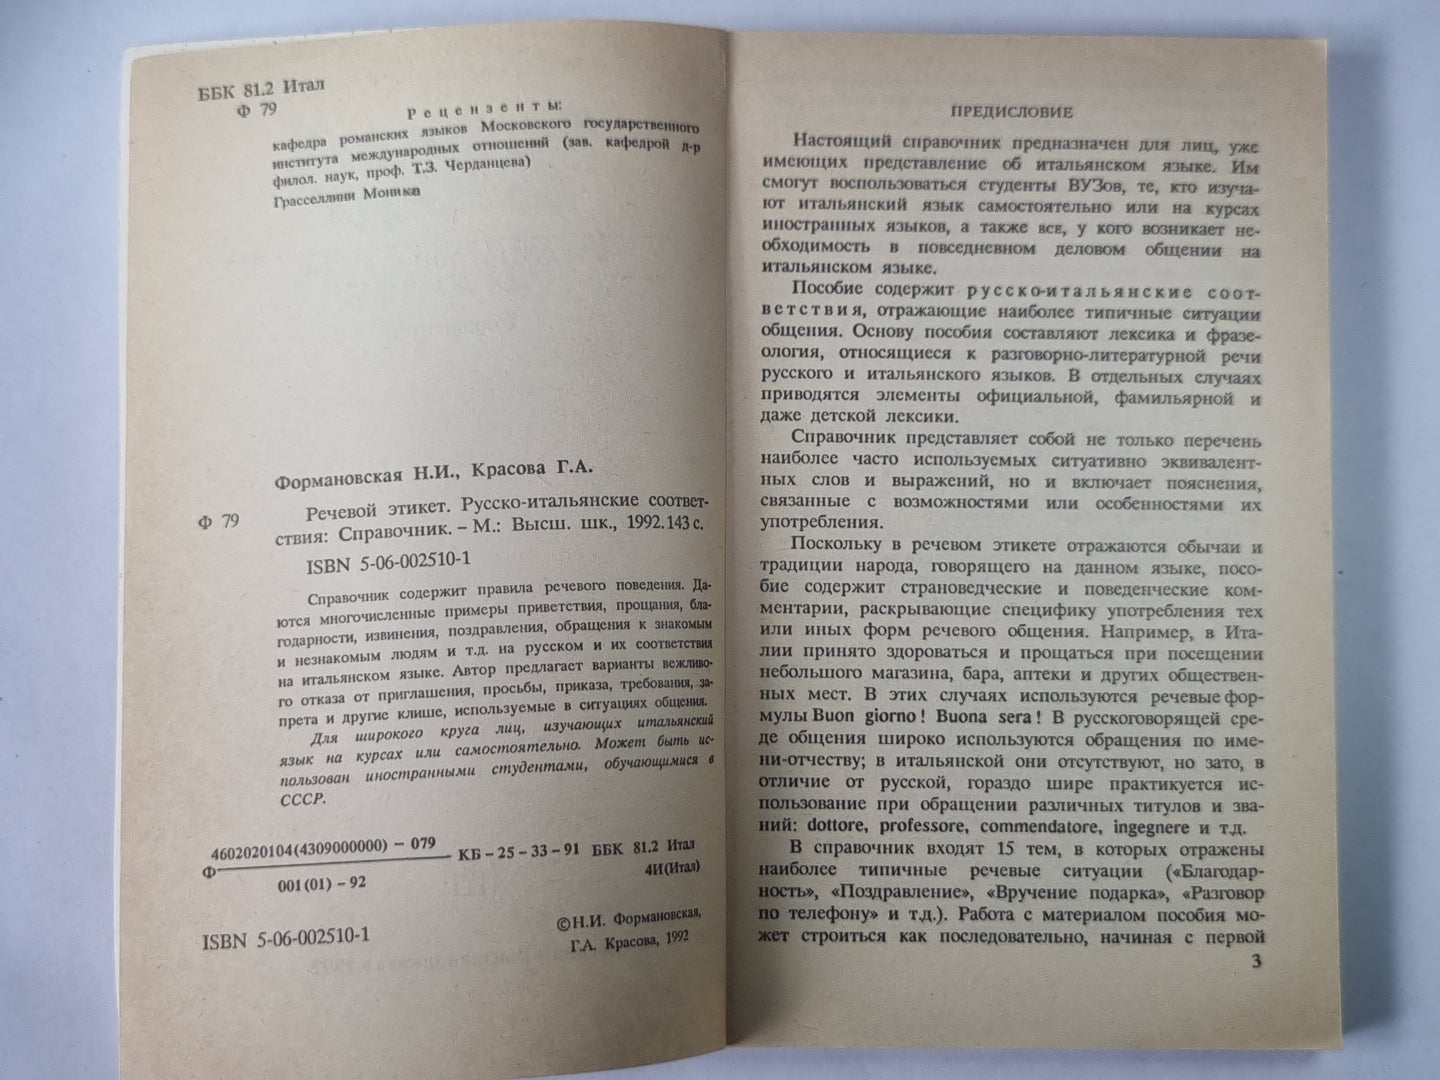 ББК 81.2 Итал
Ф 79
Рецензенты:
кафедра романских языков Московского государственного
института международных отношений (зав. кафедрой д-р
филол. наук, проф. Т.З. Черданцева)
Грасселлини Моника
Формановская Н.И., Красова Г.А.
Ф 79
Речевой этикет. Русско-итальянские соответ-
ствия: Справочник. – М.: Высш. шк., 1992.143 с.
ISBN 5-06-002510-1
Справочник содержит правила речевого поведения. Да-
ются многочисленные примеры приветствия, прощания, бла-
годарности, извинения, поздравления, обращения к знакомым
и незнакомым людям и т.д. на русском и их соответствия
на итальянском языке. Автор предлагает варианты вежливо-
го отказа от приглашения, просьбы, приказа, требования, за-
прета и другие клише, используемые в ситуациях общения.
Для широкого круга лиц, изучающих итальянский
язык на курсах или самостоятельно. Может быть ис-
пользован иностранными студентами, обучающимися в
СССР.
Ф 4602020104(4309000000) – 079
001(01) – 92
КБ – 25 – 33 – 91 ББК 81.2 Итал
4И(Итал)
ISBN 5-06-002510-1
©Н.И. Формановская,
Г.А. Красова, 1992
ПРЕДИСЛОВИЕ
Настоящий справочник предназначен для лиц, уже
имеющих представление об итальянском языке. Им
смогут воспользоваться студенты ВУЗов, те, кто изуча-
ют итальянский язык самостоятельно или на курсах
иностранных языков, а также все, у кого возникает не-
обходимость в повседневном деловом общении на
итальянском языке.
Пособие содержит русско-итальянские соот-
ветствия, отражающие наиболее типичные ситуации
общения. Основу пособия составляют лексика и фразе-
ология, относящиеся к разговорно-литературной речи
русского и итальянского языков. В отдельных случаях
приводятся элементы официальной, фамильярной и
даже детской лексики.
Справочник представляет собой не только перечень
наиболее часто используемых ситуативно эквивалент-
ных слов и выражений, но и включает пояснения,
связанные с возможностями или особенностями их
употребления.
Поскольку в речевом этикете отражаются обычаи и
традиции народа, говорящего на данном языке, посо-
бие содержит страноведческие и поведенческие ком-
ментарии, раскрывающие специфику употребления тех
или иных форм речевого общения. Например, в Ита-
лии принято здороваться и прощаться при посещении
небольшого магазина, бара, аптеки и других обществен-
ных мест. В этих случаях используются речевые фор-
мулы Buon giorno! Buona sera! В русскоговорящей сре-
де общения широко используются обращения по име-
ни-отчеству; в итальянской они отсутствуют, но зато, в
отличие от русской, гораздо шире практикуется ис-
пользование при обращении различных титулов и зва-
ний: dottore, professore, commendatore, ingegnere и т.д.
В справочник входят 15 тем, в которых отражены
наиболее типичные речевые ситуации («Благодар-
ность», «Поздравление», «Вручение подарка», «Разговор
по телефону» и т.д.). Работа с материалом пособия мо-
жет строиться как последовательно, начиная с первой
3